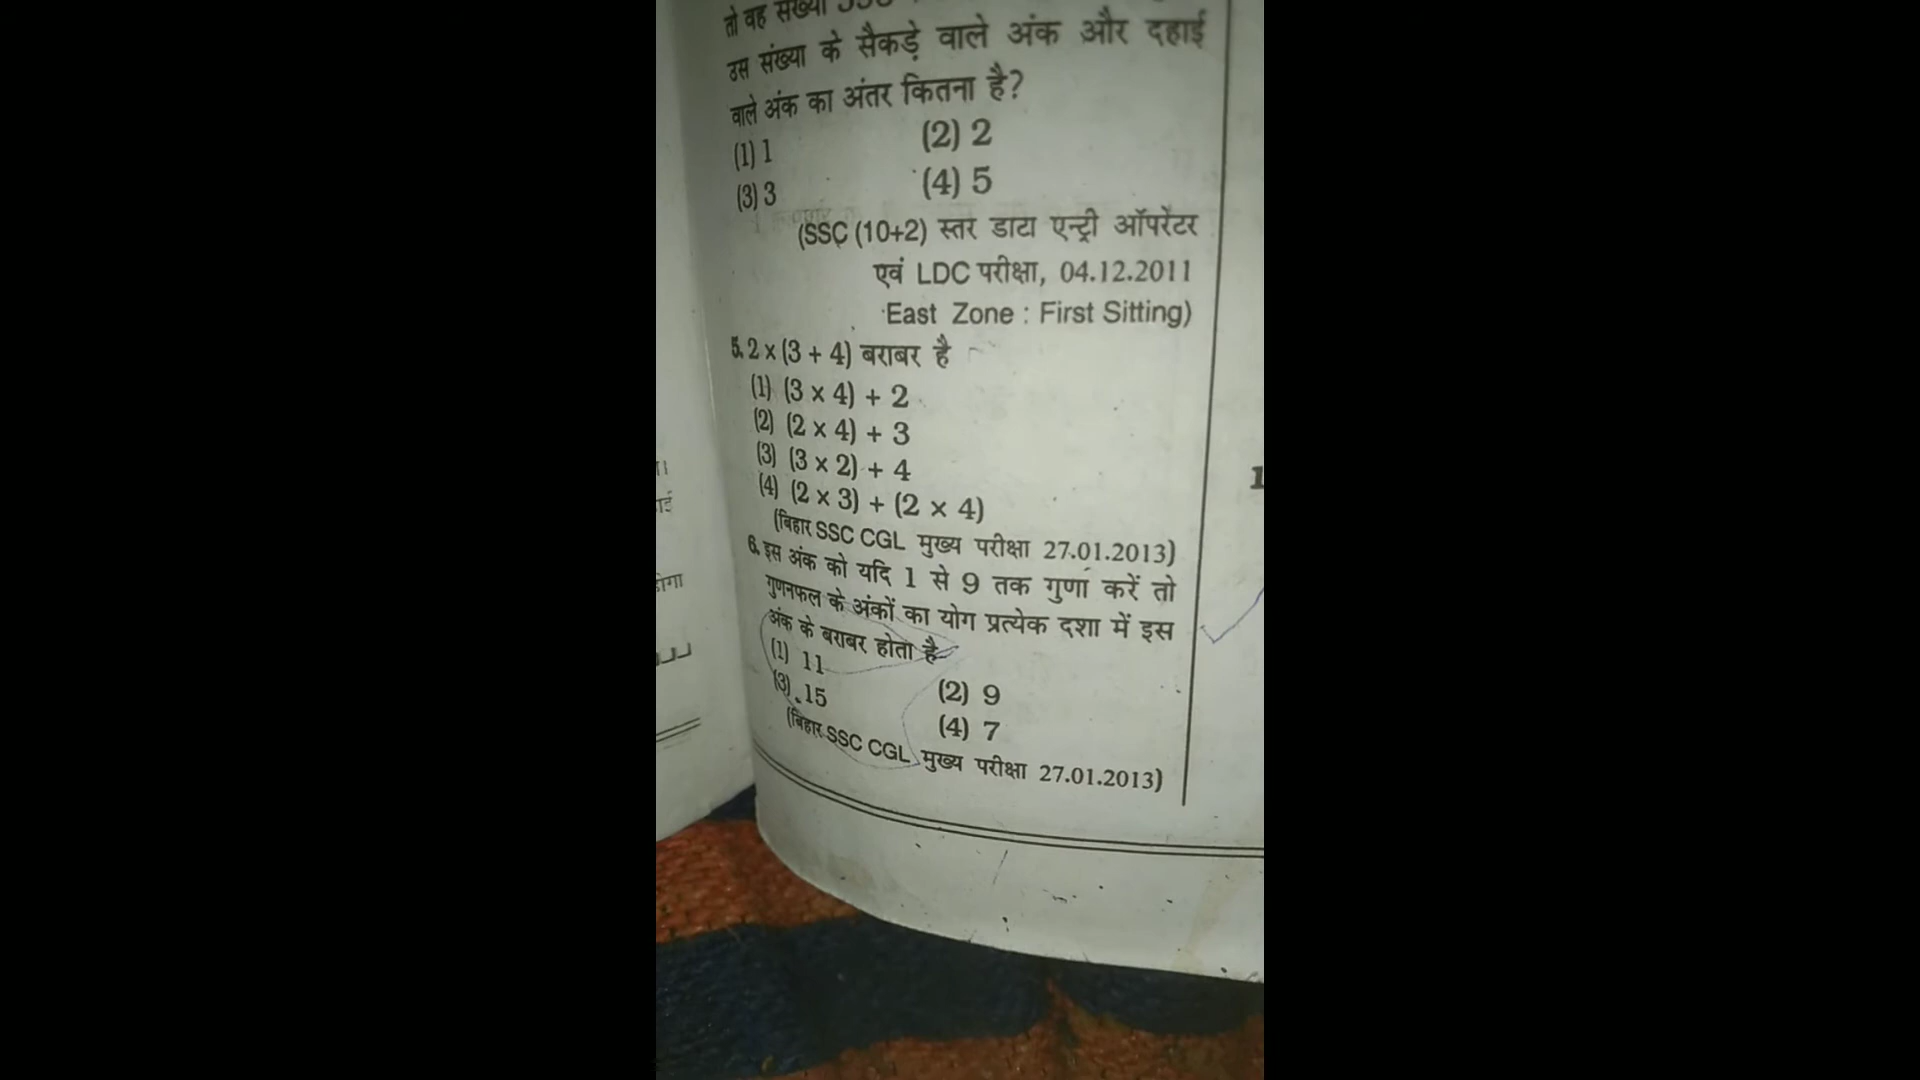 तो वह संख्या
उस संख्या के सैकड़े वाले अंक और दहाई
वाले अंक का अंतर कितना है?
(1) 1 (2) 2
(3) 3 (4) 5
(SSC (10+2) स्तर डाटा एन्ट्री ऑपरेटर
एवं LDC परीक्षा, 04.12.2011
East Zone : First Sitting)
5. 2 × (3 + 4) बराबर है
(1) (3 × 4) + 2
(2) (2 × 4) + 3
(3) (3 × 2) + 4
(4) (2 × 3) + (2 × 4)
(बिहार SSC CGL मुख्य परीक्षा 27.01.2013)
6. इस अंक को यदि 1 से 9 तक गुणा करें तो
गुणनफल के अंकों का योग प्रत्येक दशा में इस
अंक के बराबर होता है
(1) 11 (2) 9
(3) 15 (4) 7
(बिहार SSC CGL मुख्य परीक्षा 27.01.2013)